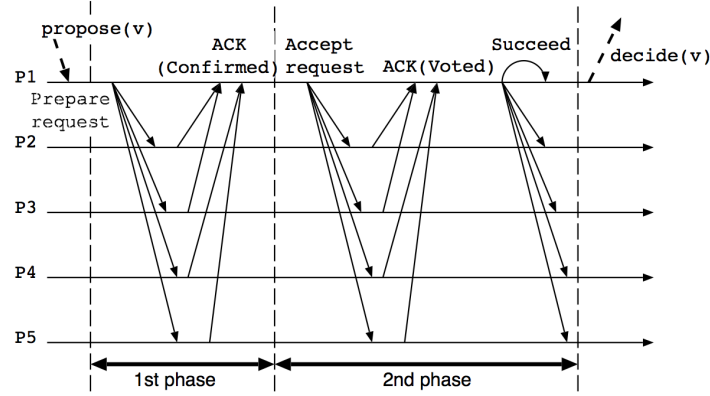 propose(v)
ACK
(Confirmed)
Accept
request
ACK(Voted)
Succeed
decide(v)
P1
Prepare
request
P2
P3
P4
P5
1st phase
2nd phase